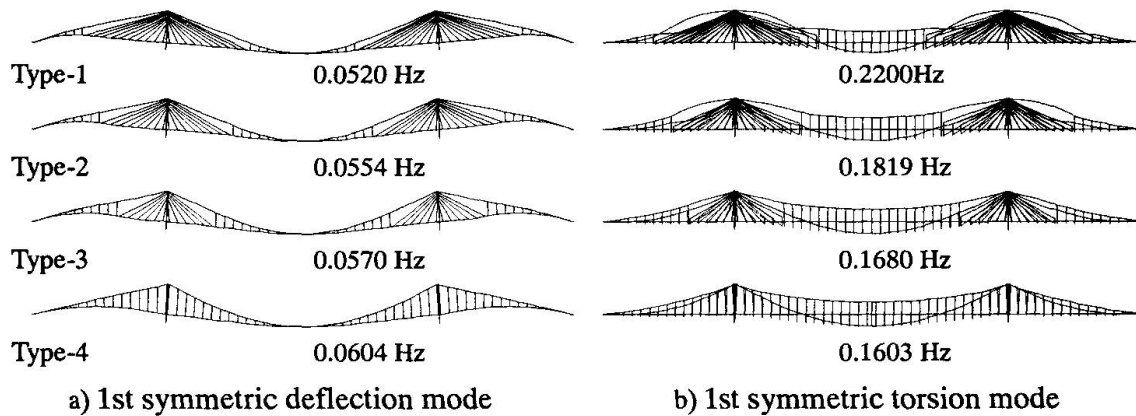 Type-1 0.0520 Hz 0.2200Hz
Type-2 0.0554 Hz 0.1819 Hz
Type-3 0.0570 Hz 0.1680 Hz
Type-4 0.0604 Hz 0.1603 Hz
a) 1st symmetric deflection mode b) 1st symmetric torsion mode